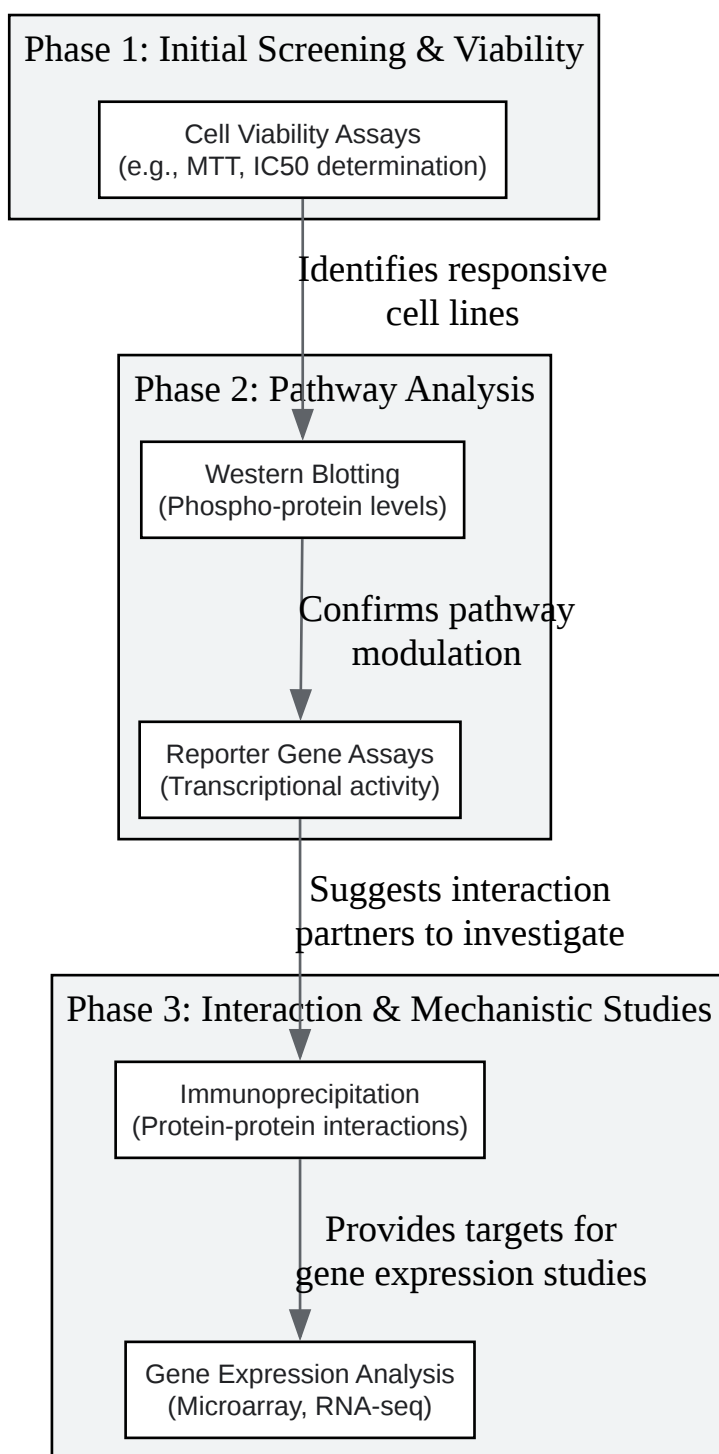 Phase 1: Initial Screening & Viability
Cell Viability Assays
(e.g., MTT, IC50 determination)
Identifies responsive
cell lines
Phase 2: Pathway Analysis
Western Blotting
(Phospho-protein levels)
Confirms pathway
modulation
Reporter Gene Assays
(Transcriptional activity)
Suggests interaction
partners to investigate
Phase 3: Interaction & Mechanistic Studies
Immunoprecipitation
(Protein-protein interactions)
Provides targets for
gene expression studies
Gene Expression Analysis
(Microarray, RNA-seq)